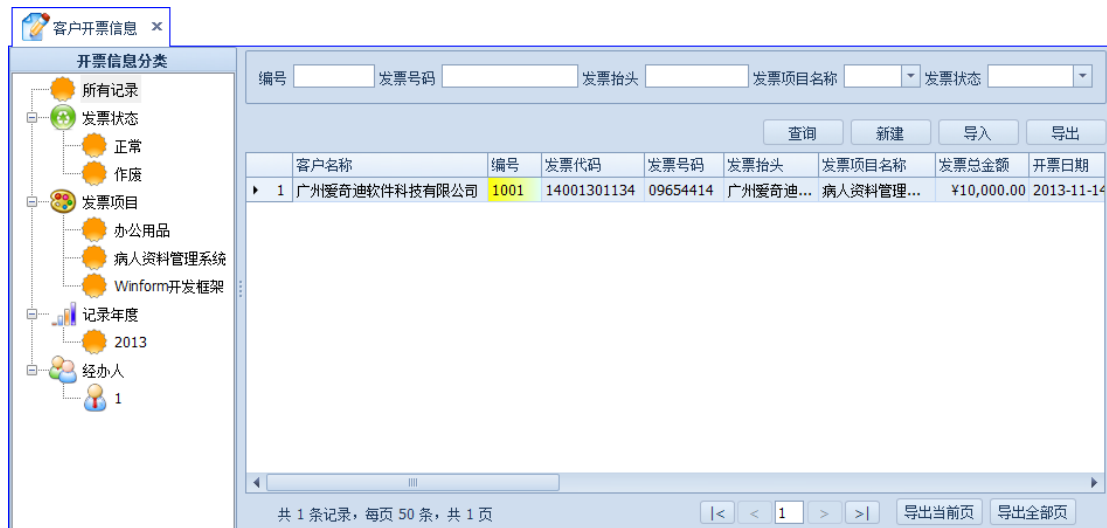 客户开票信息 ×
开票信息分类
所有记录
发票状态
正常
作废
发票项目
办公用品
病人资料管理系统
Winform开发框架
记录年度
2013
经办人
1
编号 发票号码 发票抬头 发票项目名称 发票状态
查询 新建 导入 导出
客户名称 编号 发票代码 发票号码 发票抬头 发票项目名称 发票总金额 开票日期
1 广州爱奇迪软件科技有限公司 1001 14001301134 09654414 广州爱奇迪... 病人资料管理... ¥10,000.00 2013-11-14
共 1 条记录，每页 50 条，共 1 页 |< < 1 > >| 导出当前页 导出全部页